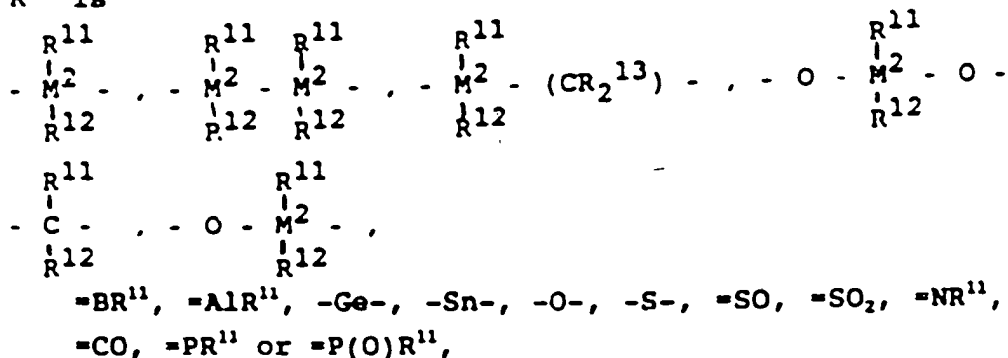 R¹¹ R¹¹ R¹¹ R¹¹ R¹¹
- M² - , - M² - M² - , - M² - (CR₂¹³) - , - O - M² - O -
R¹² R¹² R¹² R¹² R¹²
R¹¹ R¹¹
- C - , - O - M² - ,
R¹² R¹²
=BR¹¹, =AlR¹¹, -Ge-, -Sn-, -O-, -S-, =SO, =SO₂, =NR¹¹,
=CO, =PR¹¹ or =P(O)R¹¹,